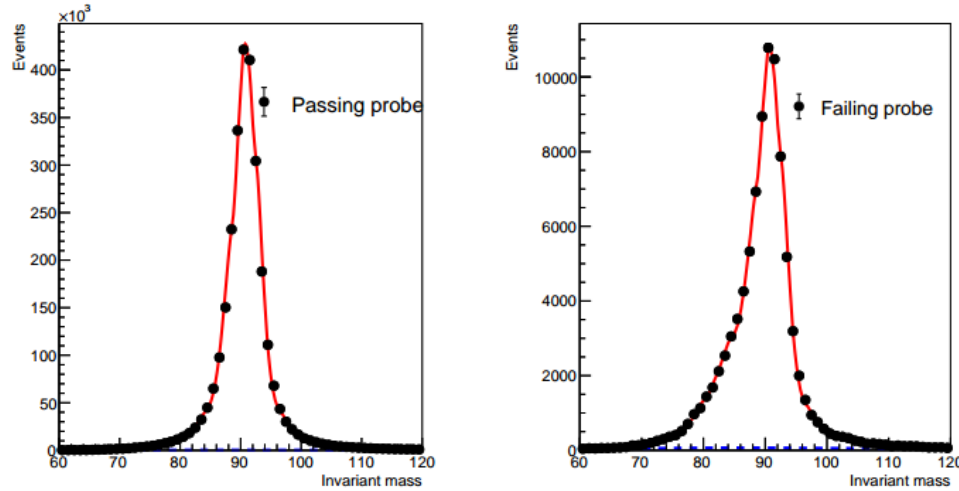 ×10³
Events
400
350
300
250
200
150
100
50
0
60 70 80 90 100 110 120
Invariant mass
Passing probe
Events
10000
8000
6000
4000
2000
0
60 70 80 90 100 110 120
Invariant mass
Failing probe